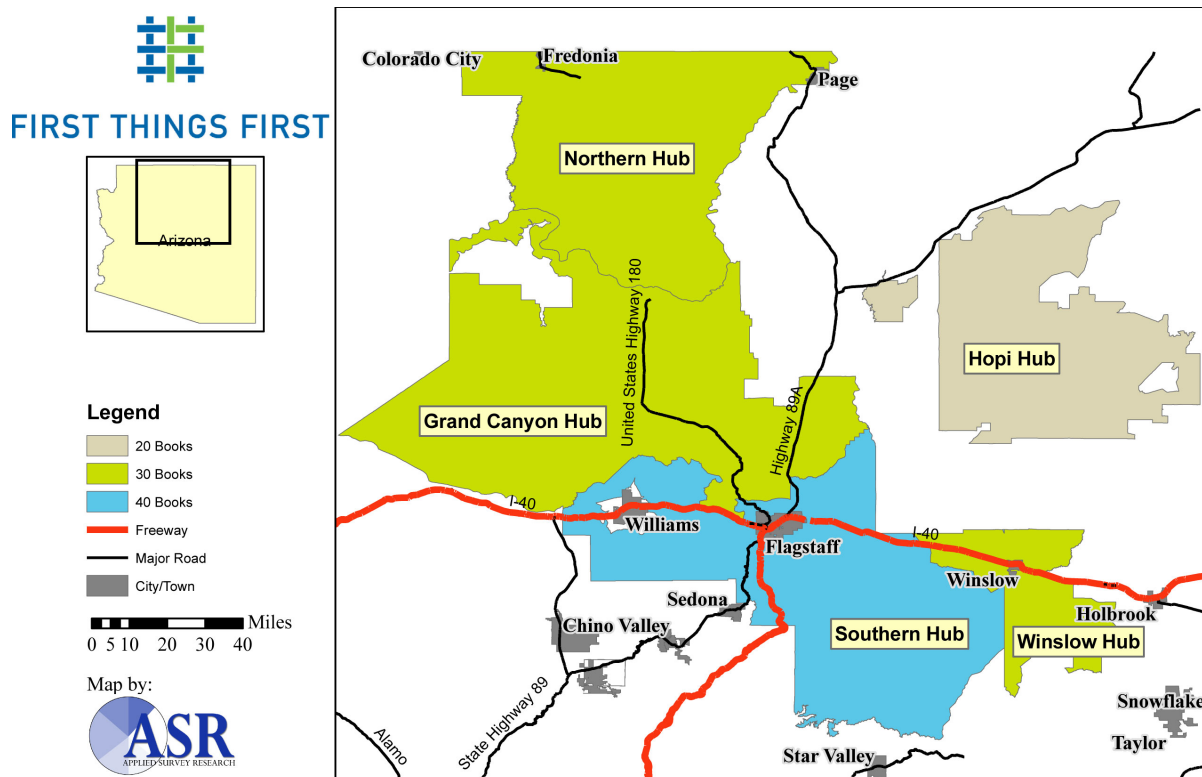 FIRST THINGS FIRST
Arizona
Legend
20 Books
30 Books
40 Books
Freeway
Major Road
City/Town
0 5 10 20 30 40 Miles
Map by:
ASR
APPLIED SURVEY RESEARCH
Colorado City
Fredonia
Page
Northern Hub
United States Highway 180
Hopi Hub
Grand Canyon Hub
Highway 89A
I-40
Williams
Flagstaff
I-40
Winslow
Sedona
Holbrook
Chino Valley
Southern Hub
Winslow Hub
State Highway 89
Snowflake
Alamo
Taylor
Star Valley